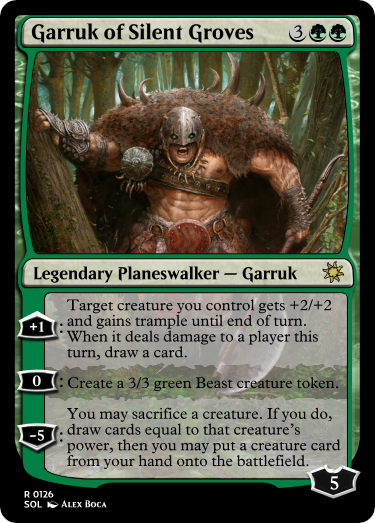 Garruk of Silent Groves 3
Legendary Planeswalker — Garruk
+1: Target creature you control gets +2/+2
and gains trample until end of turn.
When it deals damage to a player this
turn, draw a card.
0: Create a 3/3 green Beast creature token.
-5: You may sacrifice a creature. If you do,
draw cards equal to that creature's
power, then you may put a creature card
from your hand onto the battlefield.
5
R 0126
SOL Alex Boca